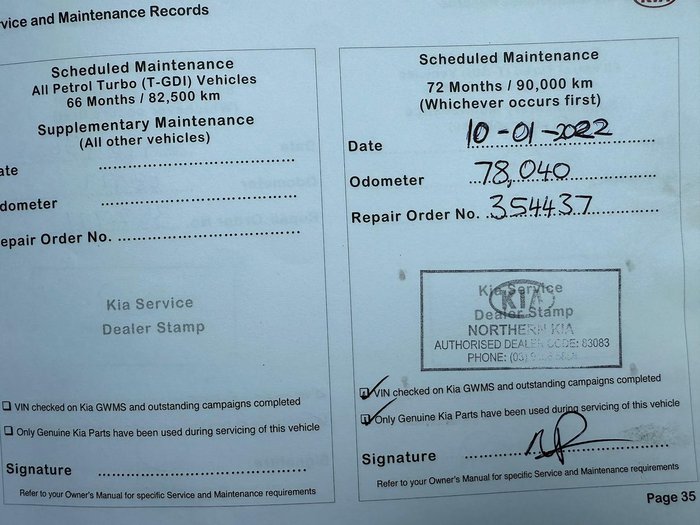 vice and Maintenance Records
KIA
Scheduled Maintenance
All Petrol Turbo (T-GDI) Vehicles
66 Months / 82,500 km
Supplementary Maintenance
(All other vehicles)
ate
dometer
epair Order No.
Kia Service
Dealer Stamp
❑ VIN checked on Kia GWMS and outstanding campaigns completed
❑ Only Genuine Kia Parts have been used during servicing of this vehicle
Signature
Refer to your Owner's Manual for specific Service and Maintenance requirements
Scheduled Maintenance
72 Months / 90,000 km
(Whichever occurs first)
Date 10-01-2022
Odometer 78,040
Repair Order No. 354437
Kia Service
KIA
Dealer Stamp
NORTHERN KIA
AUTHORISED DEALER CODE: 83083
PHONE: (03)
❑ VIN checked on Kia GWMS and outstanding campaigns completed
❑ Only Genuine Kia Parts have been used during servicing of this vehicle
Signature
Refer to your Owner's Manual for specific Service and Maintenance requirements
Page 35